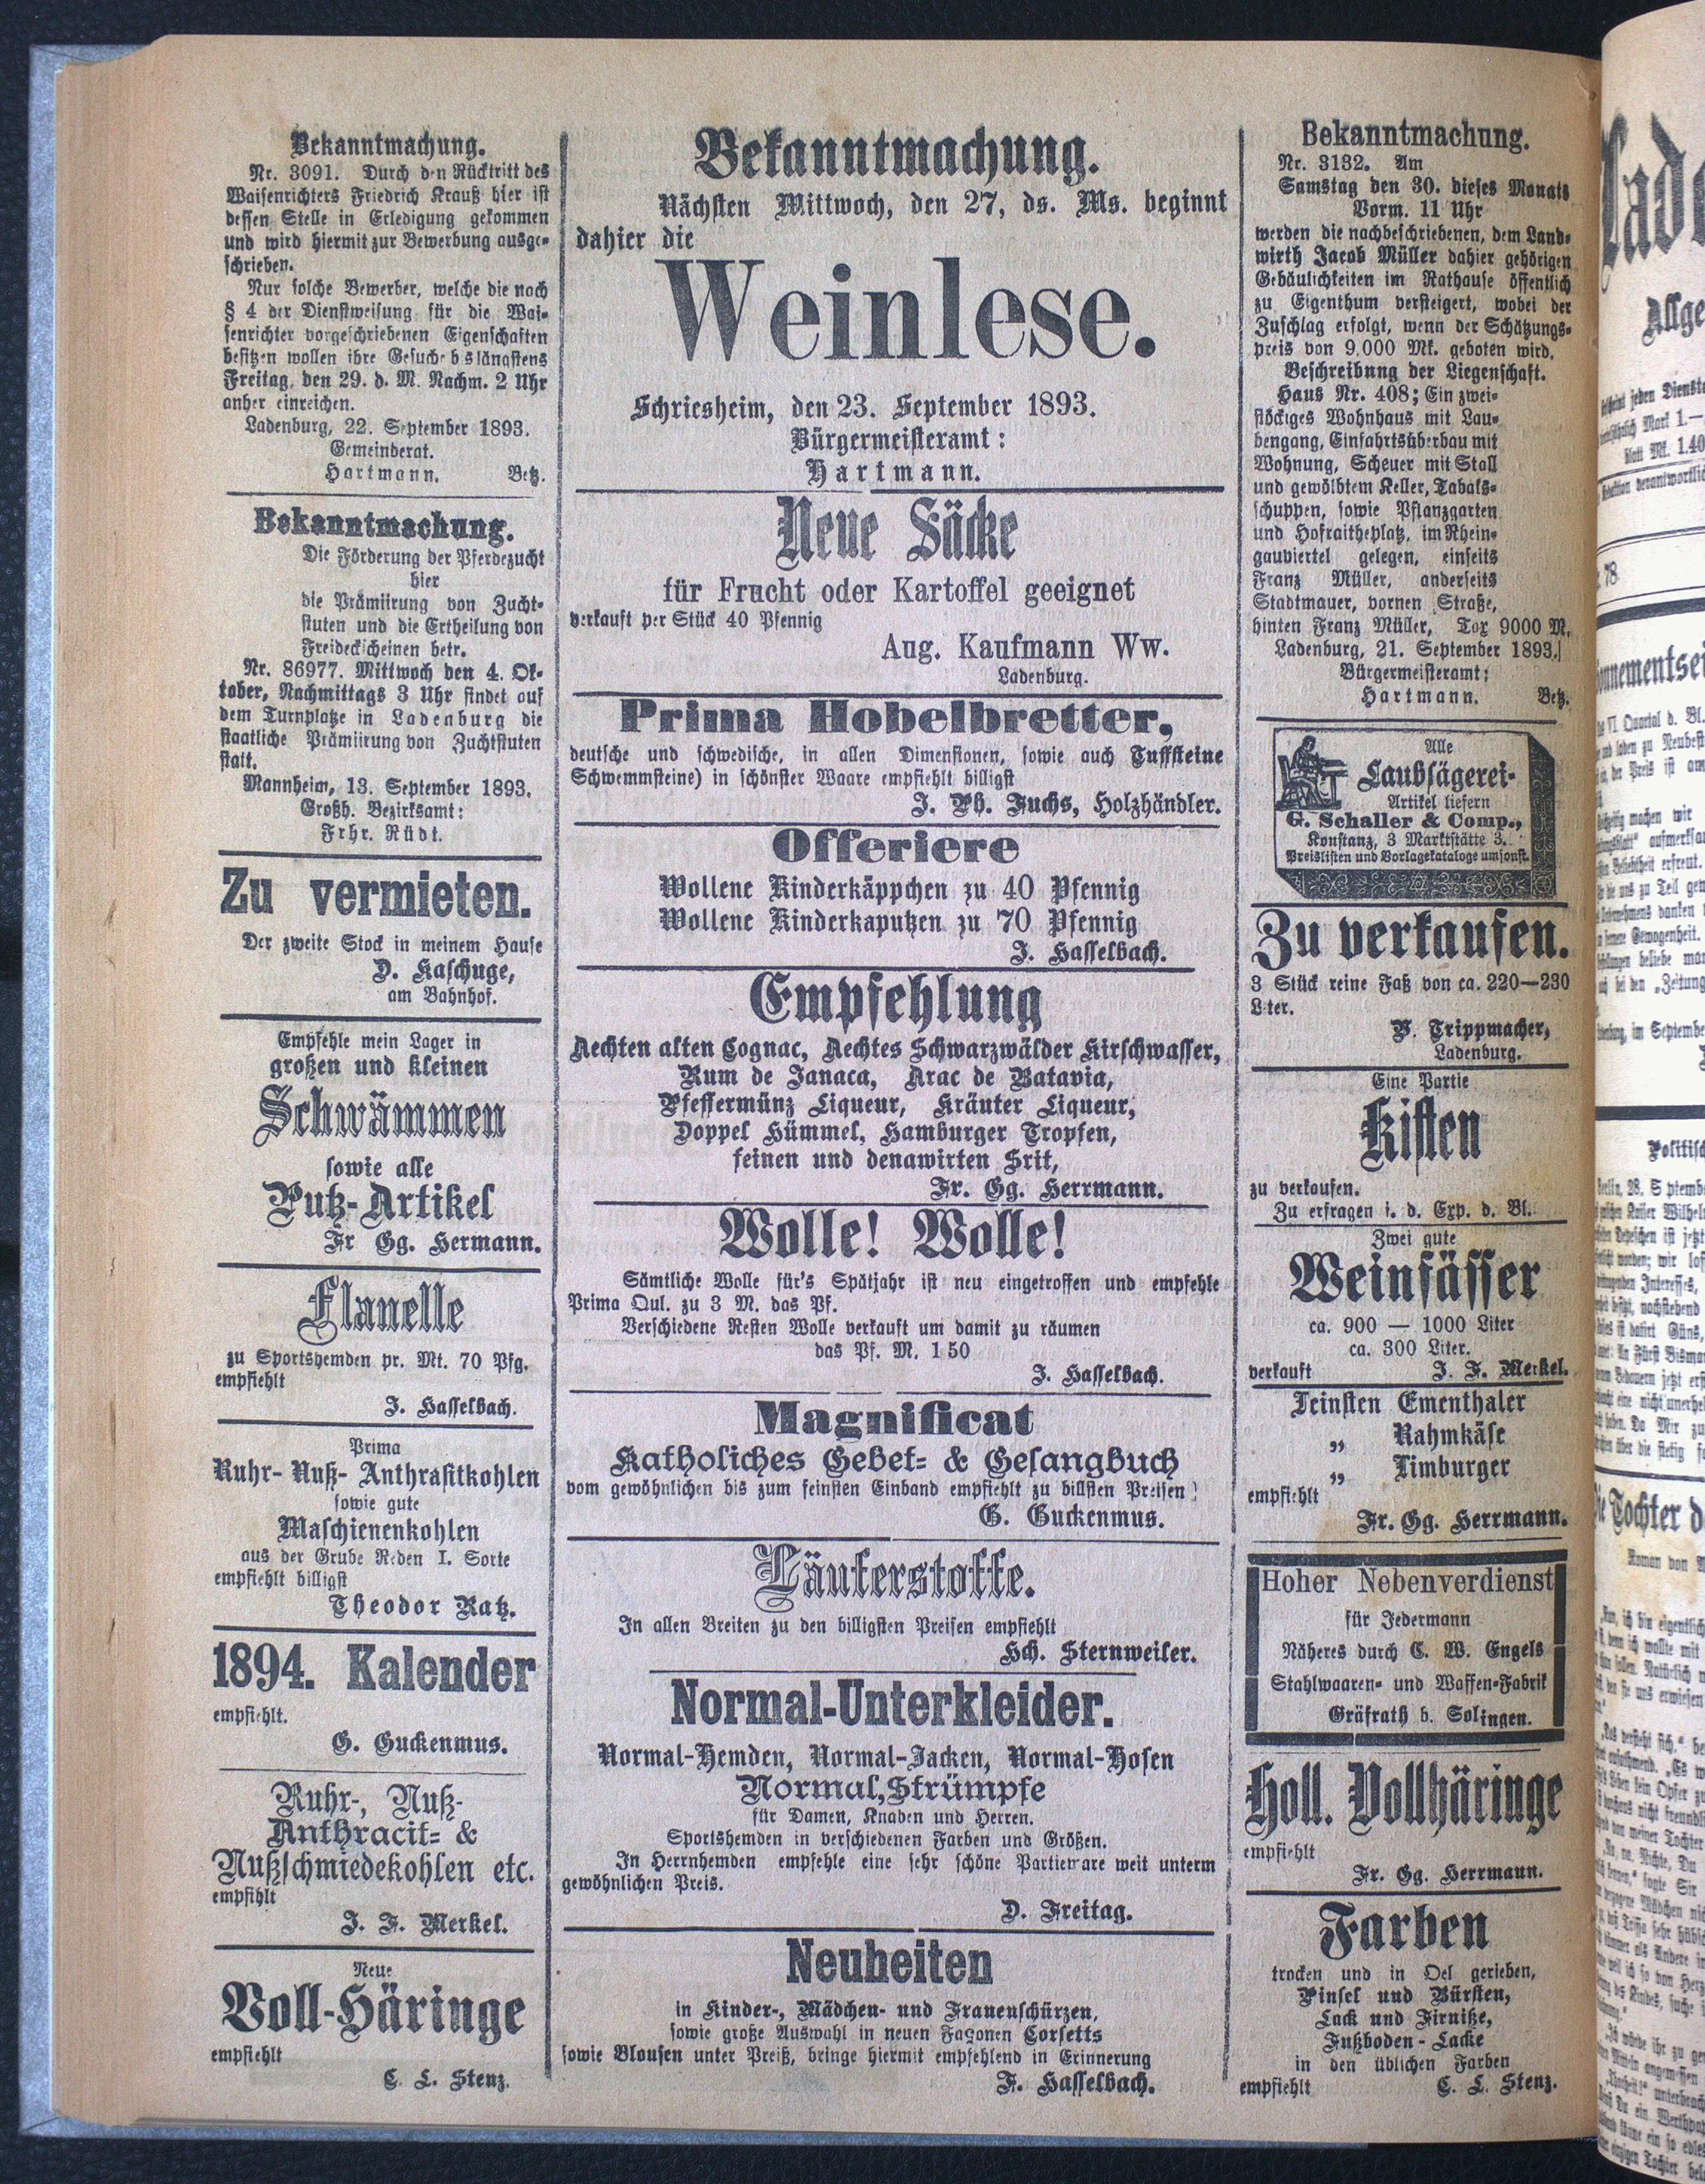 Bekanntmachung.
Nr. 3091. Durch den Rücktritt des
Waisenrichters Friedrich Krauß hier ist
dessen Stelle in Erledigung gekommen
und wird hiermit zur Bewerbung ausge-
schrieben.
Nur solche Bewerber, welche die nach
§ 4 der Dienstweisung für die Wai-
senrichter vorgeschriebenen Eigenschaften
besitzen wollen ihre Gesuche bis längstens
Freitag, den 29. d. M. Nachm. 2 Uhr
anher einreichen.
Ladenburg, 22. September 1893.
Gemeinderat.
Hartmann. Betz.
Bekanntmachung.
Die Förderung der Pferdezucht
hier
die Prämiirung von Zucht-
stuten und die Ertheilung von
Freideckscheinen betr.
Nr. 86977. Mittwoch den 4. Ok-
tober, Nachmittags 3 Uhr findet auf
dem Turnplatze in Ladenburg die
staatliche Prämiirung von Zuchtstuten
statt.
Mannheim, 13. September 1893.
Großh. Bezirksamt:
Frhr. Rüdt.
Zu vermieten.
Der zweite Stock in meinem Hause
D. Kaschuge,
am Bahnhof.
Empfehle mein Lager in
großen und kleinen
Schwämmen
sowie alle
Putz-Artikel
Fr Gg. Hermann.
Flanelle
zu Sportshemden pr. Mt. 70 Pfg.
empfiehlt
J. Hasselbach.
Prima
Ruhr- Nuß- Anthrasitkohlen
sowie gute
Maschienenkohlen
aus der Grube Reden I. Sorte
empfiehlt billigst
Theodor Katz.
1894. Kalender
empfiehlt.
G. Guckenmus.
Ruhr-, Nuß-
Anthracit- &
Nußschmiedekohlen etc.
empfihlt
J. F. Merkel.
Neue
Voll-Häringe
empfiehlt
C. L. Stenz.
Bekanntmachung.
Nächsten Mittwoch, den 27, ds. Ms. beginnt
dahier die
Weinlese.
Schriesheim, den 23. September 1893.
Bürgermeisteramt:
Hartmann.
Neue Säcke
für Frucht oder Kartoffel geeignet
verkauft per Stück 40 Pfennig
Aug. Kaufmann Ww.
Ladenburg.
Prima Hobelbretter,
deutsche und schwedische, in allen Dimensionen, sowie auch Tuffsteine
Schwemmsteine) in schönster Waare empfiehlt billigst
J. Ph. Fuchs, Holzhändler.
Offeriere
Wollene Kinderkäppchen zu 40 Pfennig
Wollene Kinderkaputzen zu 70 Pfennig
J. Hasselbach.
Empfehlung
Aechten alten Cognac, Aechtes Schwarzwälder Kirschwasser,
Rum de Janaca, Arac de Batavia,
Pfeffermünz Liqueur, Kräuter Liqueur,
Doppel Hümmel, Hamburger Tropfen,
feinen und denawirten Srit,
Fr. Gg. Herrmann.
Wolle! Wolle!
Sämtliche Wolle für's Spätjahr ist neu eingetroffen und empfehle
Prima Qul. zu 3 M. das Pf.
Verschiedene Resten Wolle verkauft um damit zu räumen
das Pf. M. 1 50
J. Hasselbach.
Magnificat
Katholiches Gebet- & Gesangbuch
vom gewöhnlichen bis zum feinsten Einband empfiehlt zu billsten Preisen
G. Guckenmus.
Läuferstoffe.
In allen Breiten zu den billigsten Preisen empfiehlt
Hch. Sternweiler.
Normal-Unterkleider.
Normal-Hemden, Normal-Jacken, Normal-Hosen
Normal,Strümpfe
für Damen, Knaben und Herren.
Sportshemden in verschiedenen Farben und Größen.
In Herrnhemden empfehle eine sehr schöne Partieware weit unterm
gewöhnlichen Preis.
D. Freitag.
Neuheiten
in Kinder-, Mädchen- und Frauenschürzen,
sowie große Auswahl in neuen Façonen Corsetts
sowie Blousen unter Preiß, bringe hiermit empfehlend in Erinnerung
F. Hasselbach.
Bekanntmachung.
Nr. 3132. Am
Samstag den 30. dieses Monats
Vorm. 11 Uhr
werden die nachbeschriebenen, dem Land-
wirth Jacob Müller dahier gehörigen
Gebäulichkeiten im Rathause öffentlich
zu Eigenthum versteigert, wobei der
Zuschlag erfolgt, wenn der Schätzungs-
preis von 9,000 Mk. geboten wird.
Beschreibung der Liegenschaft.
Haus Nr. 408; Ein zwei-
stöckiges Wohnhaus mit Lau-
bengang, Einfahrtsüberbau mit
Wohnung, Scheuer mit Stall
und gewölbtem Keller, Tabaks-
schuppen, sowie Pflanzgarten
und Hofraitheplatz, im Rhein-
gauviertel gelegen, einseits
Franz Müller, anderseits
Stadtmauer, vornen Straße,
hinten Franz Müller, Tax 9000 M.
Ladenburg, 21. September 1893.
Bürgermeisteramt:
Hartmann. Betz.
Alle
Laubsägerei-
Artikel liefern
G. Schaller & Comp.,
Konstanz, 3 Marktstätte 3.
Preislisten und Vorlagekataloge umsonst.
Zu verkaufen.
3 Stück reine Faß von ca. 220—230
Liter.
P. Trippmacher,
Ladenburg.
Eine Partie
Kisten
zu verkaufen.
Zu erfragen i. d. Exp. d. Bl.
Zwei gute
Weinfässer
ca. 900 — 1000 Liter
ca. 300 Liter.
verkauft J. F. Merkel.
Feinsten Ementhaler
„ Rahmkäse
„ Limburger
empfiehlt
Fr. Gg. Herrmann.
Hoher Nebenverdienst
für Jedermann
Näheres durch C. W. Engels
Stahlwaaren- und Waffen-Fabrik
Gräfrath b. Solingen.
Holl. Vollhäringe
empfiehlt
Fr. Gg. Herrmann.
Farben
trocken und in Oel gerieben,
Pinsel und Bürsten,
Lack und Firniße,
Fußboden-Lacke
in den üblichen Farben
empfiehlt C. L. Stenz.